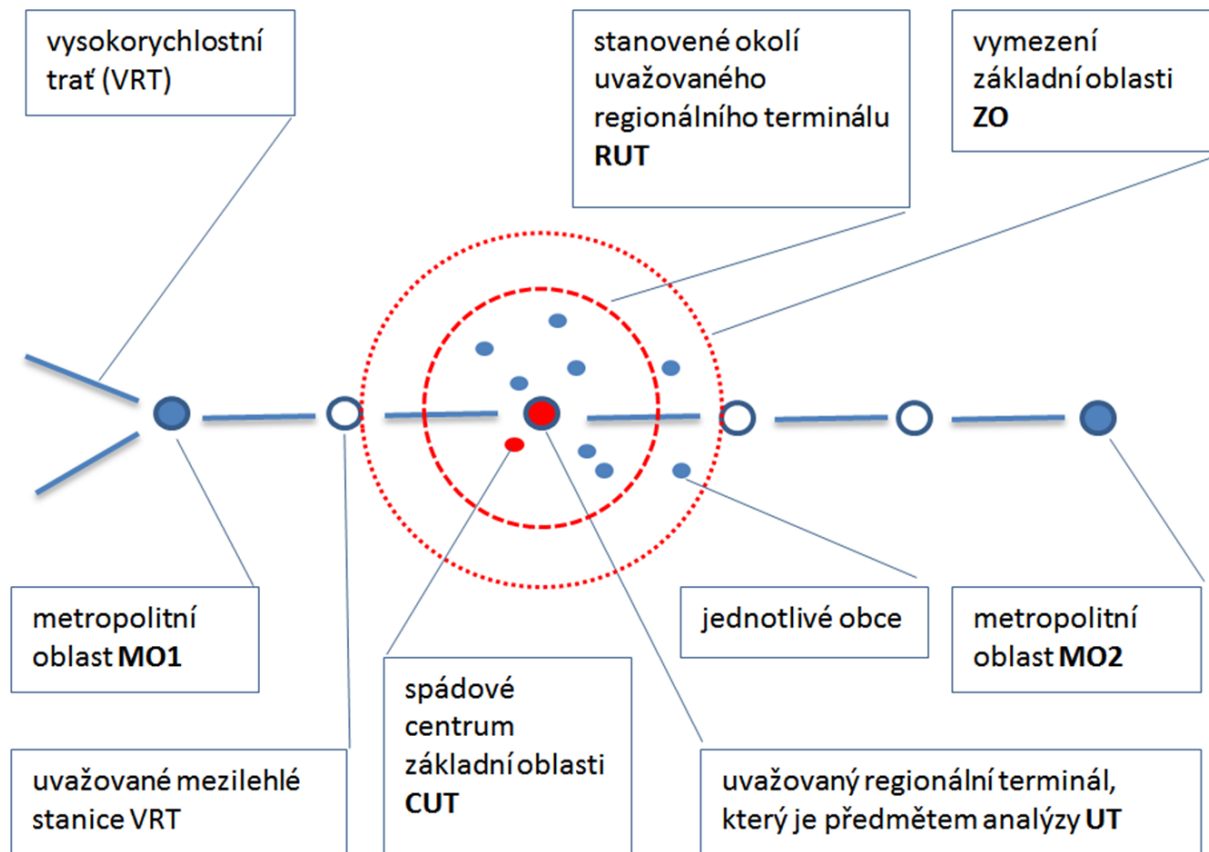 vysokorychlostní
trať (VRT)
stanovené okolí
uvažovaného
regionálního terminálu
RUT
vymezení
základní oblasti
ZO
metropolitní
oblast MO1
jednotlivé obce
metropolitní
oblast MO2
spádové
centrum
základní oblasti
CUT
uvažované mezilehlé
stanice VRT
uvažovaný regionální terminál,
který je předmětem analýzy UT